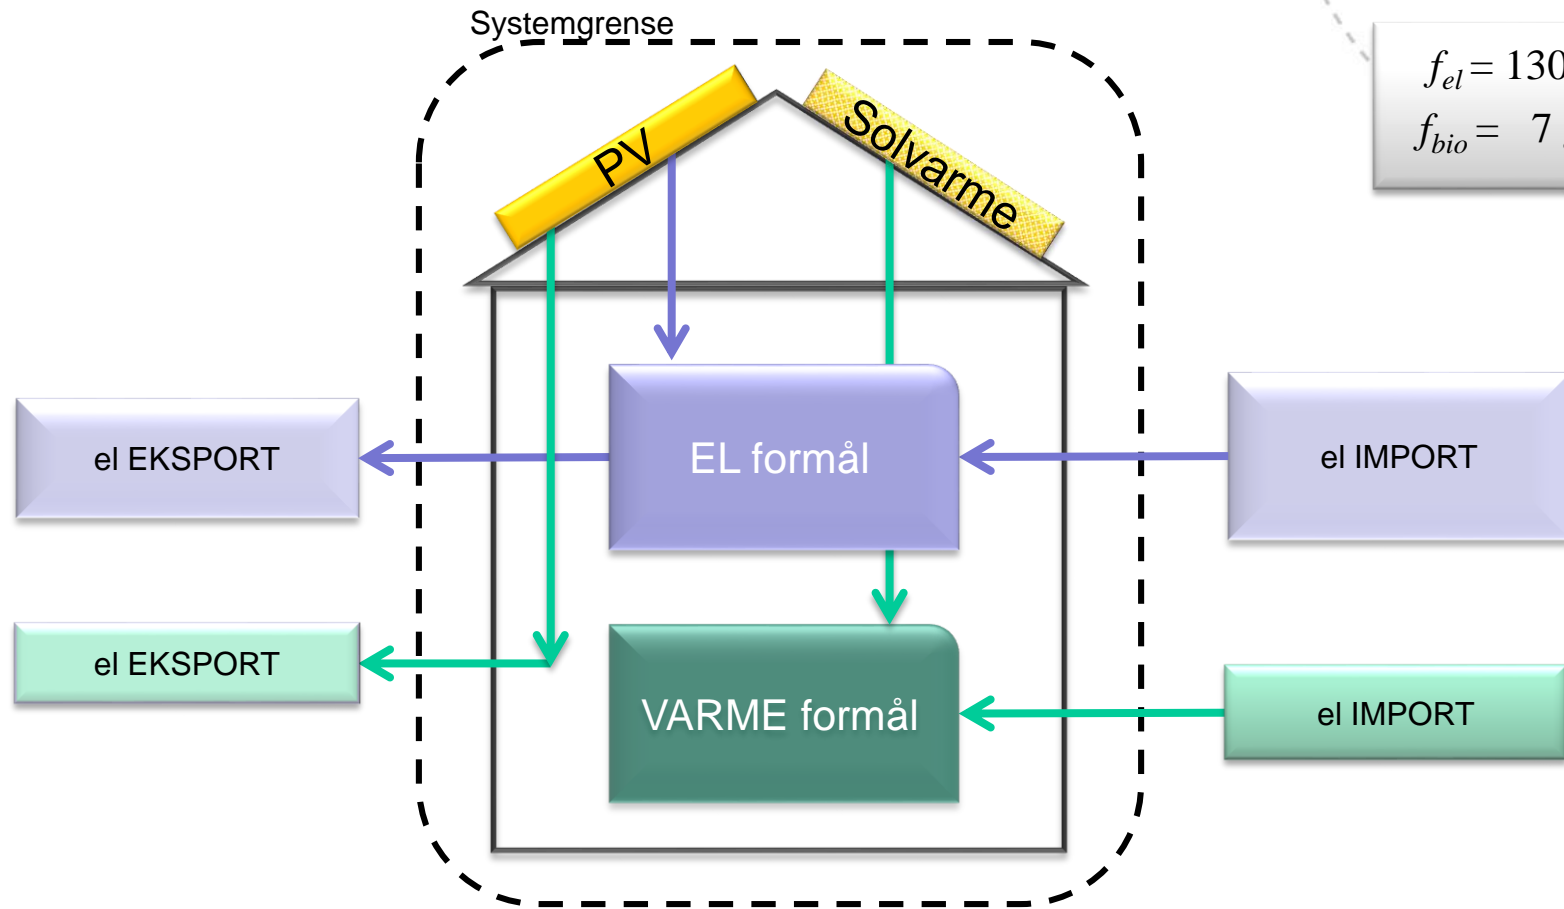 Systemgrense
f_el = 130
f_bio = 7
PV
Solvarme
el EKSPORT
EL formål
el IMPORT
el EKSPORT
VARME formål
el IMPORT